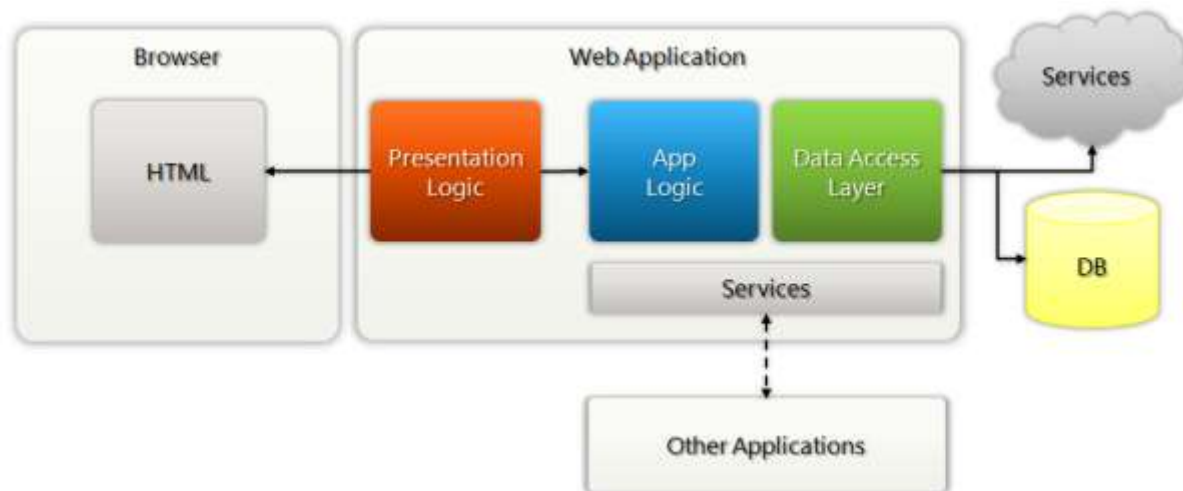 Browser
Web Application
Services
HTML
Presentation
Logic
App
Logic
Data Access
Layer
DB
Services
Other Applications